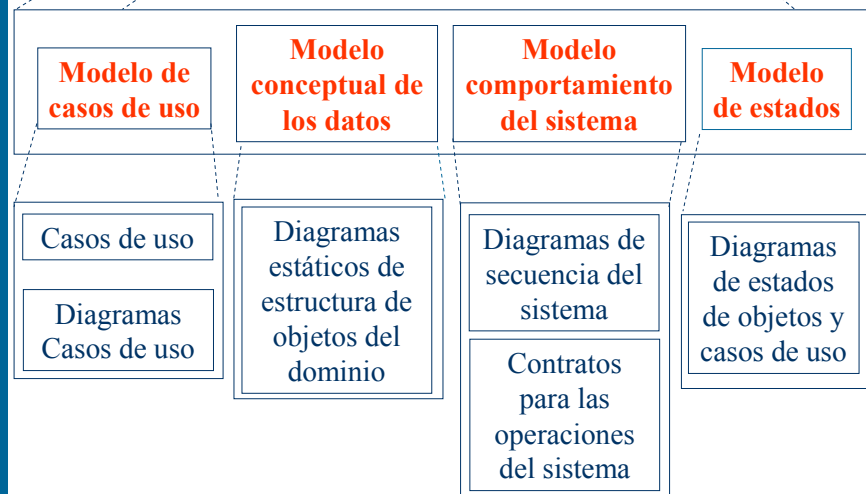 Modelo de
casos de uso
Modelo
conceptual de
los datos
Modelo
comportamiento
del sistema
Modelo
de estados
Casos de uso
Diagramas
Casos de uso
Diagramas
estáticos de
estructura de
objetos del
dominio
Diagramas de
secuencia del
sistema
Contratos
para las
operaciones
del sistema
Diagramas
de estados
de objetos y
casos de uso